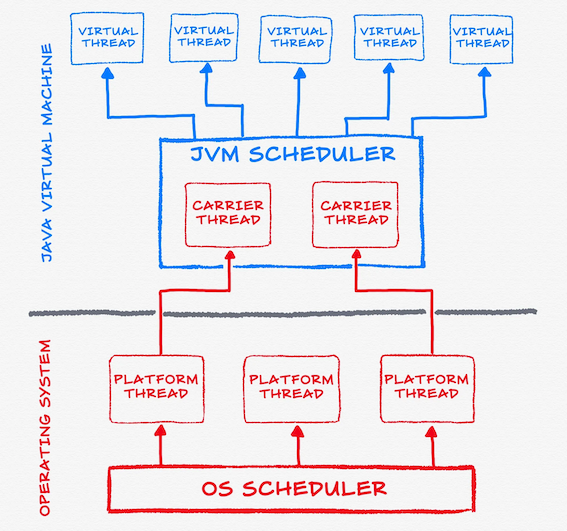 VIRTUAL THREAD
VIRTUAL THREAD
VIRTUAL THREAD
VIRTUAL THREAD
VIRTUAL THREAD
JAVA VIRTUAL MACHINE
JVM SCHEDULER
CARRIER THREAD
CARRIER THREAD
OPERATING SYSTEM
PLATFORM THREAD
PLATFORM THREAD
PLATFORM THREAD
OS SCHEDULER